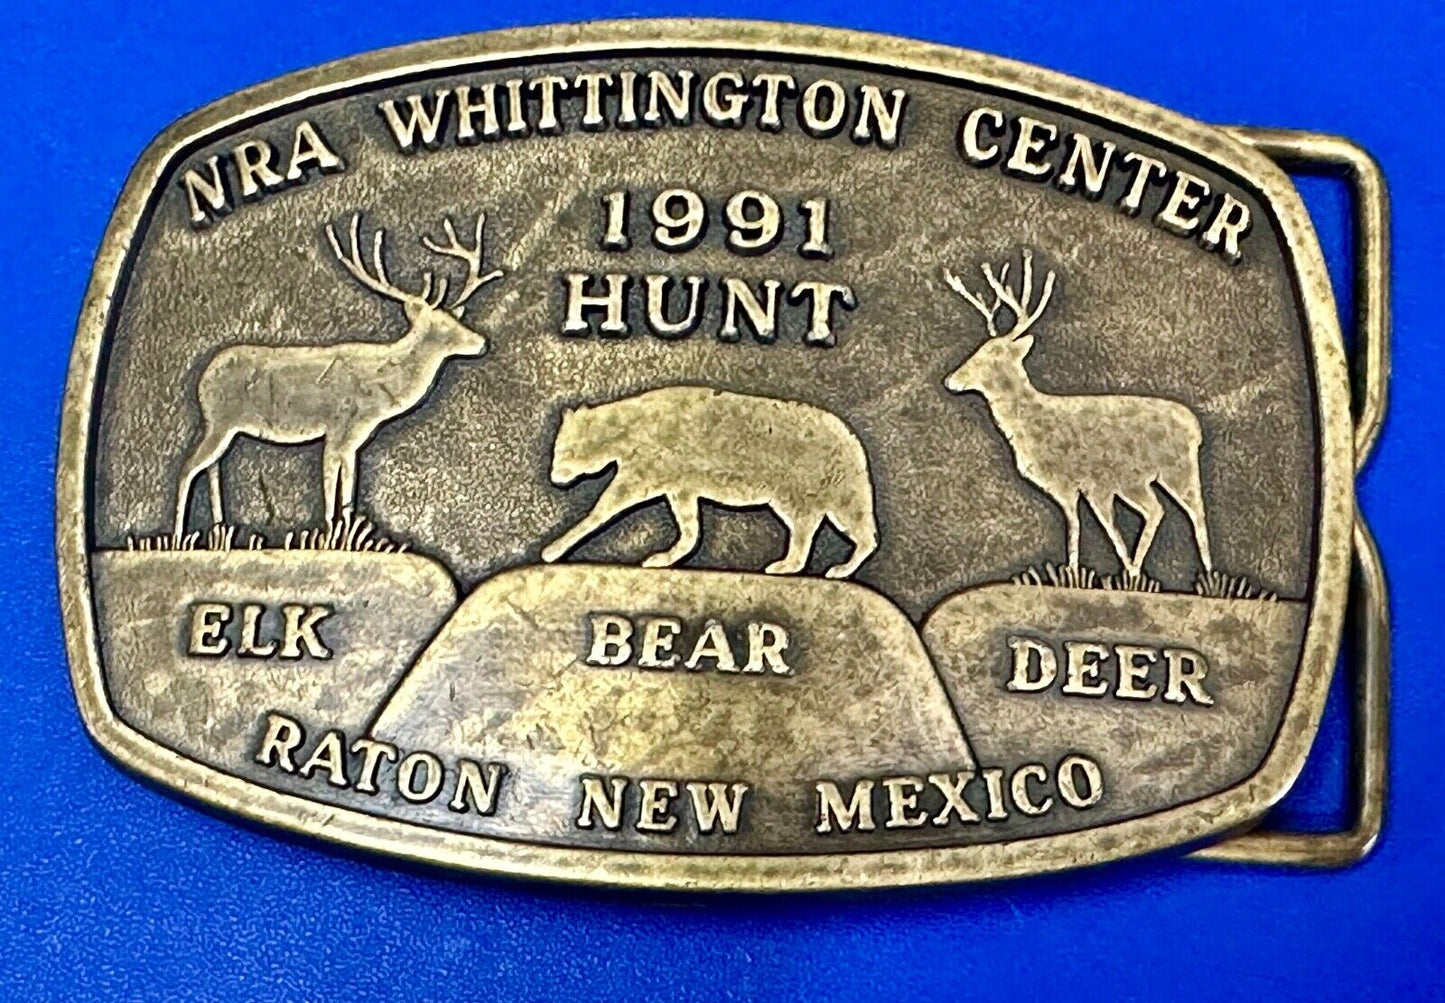 NRA WHITTINGTON CENTER
1991
HUNT
ELK BEAR DEER
RATON NEW MEXICO